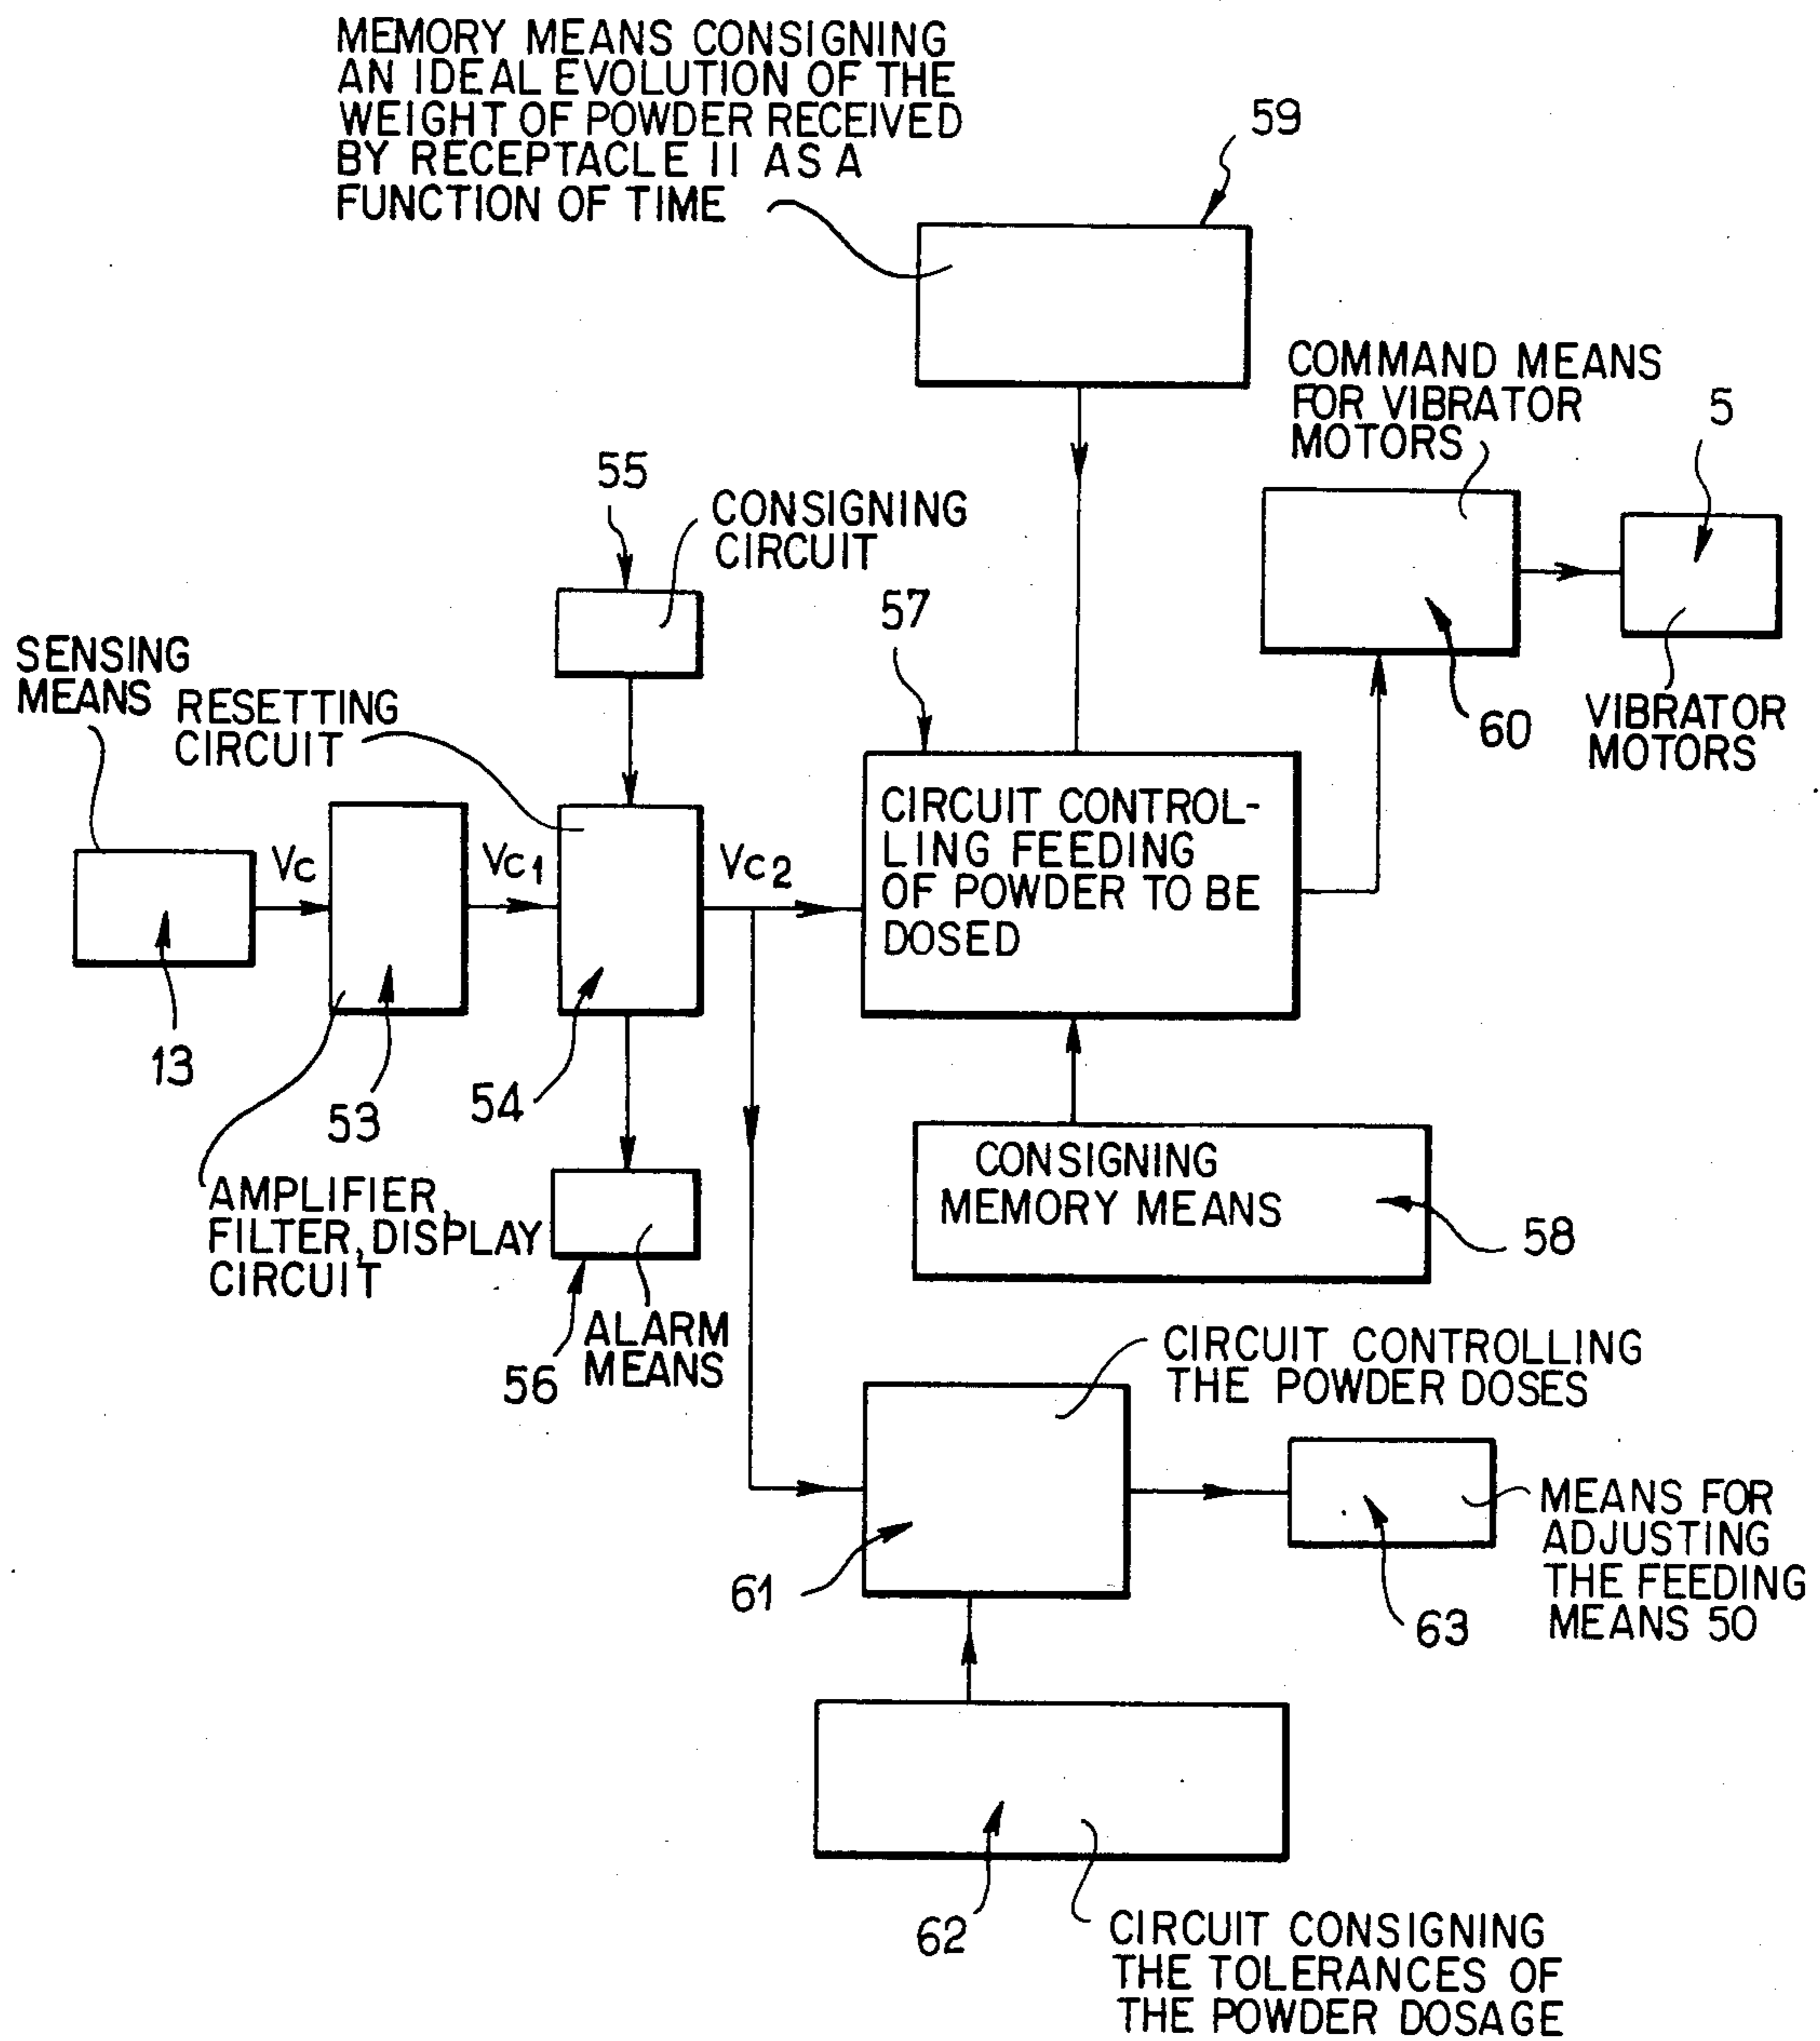 MEMORY MEANS CONSIGNING
AN IDEAL EVOLUTION OF THE
WEIGHT OF POWDER RECEIVED
BY RECEPTACLE 11 AS A
FUNCTION OF TIME
59
COMMAND MEANS
FOR VIBRATOR
MOTORS
5
55
CONSIGNING
CIRCUIT
57
60
VIBRATOR
MOTORS
SENSING
MEANS
RESETTING
CIRCUIT
Vc
Vc1
Vc2
CIRCUIT CONTROL-
LING FEEDING
OF POWDER TO BE
DOSED
13
53
54
AMPLIFIER,
FILTER, DISPLAY
CIRCUIT
CONSIGNING
MEMORY MEANS
58
56
ALARM
MEANS
CIRCUIT CONTROLLING
THE POWDER DOSES
61
63
MEANS FOR
ADJUSTING
THE FEEDING
MEANS 50
62
CIRCUIT CONSIGNING
THE TOLERANCES OF
THE POWDER DOSAGE